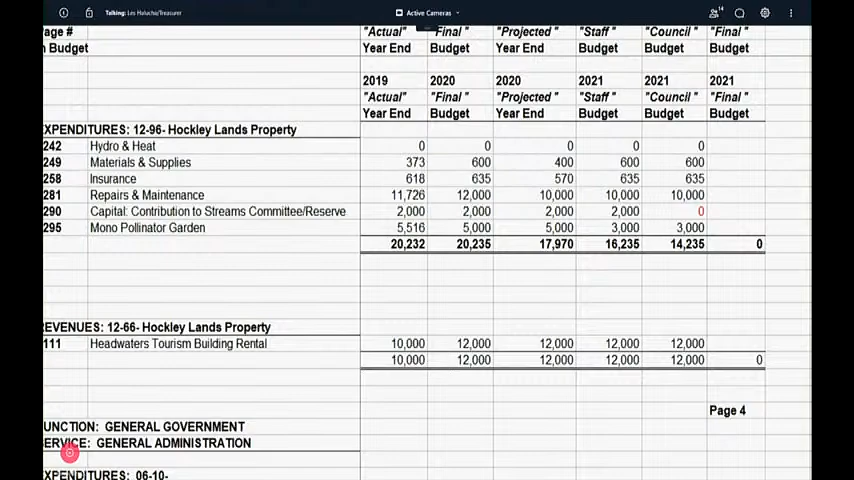 Talking: Les Halucha/Treasurer
Active Cameras
14
age # "Actual" "Final" "Projected" "Staff" "Council" "Final"
n Budget Year End Budget Year End Budget Budget Budget
2019 2020 2020 2021 2021 2021
"Actual" "Final" "Projected" "Staff" "Council" "Final"
Year End Budget Year End Budget Budget Budget
XPENDITURES: 12-96- Hockley Lands Property
242 Hydro & Heat 0 0 0 0 0
249 Materials & Supplies 373 600 400 600 600
258 Insurance 618 635 570 635 635
281 Repairs & Maintenance 11,726 12,000 10,000 10,000 10,000
290 Capital: Contribution to Streams Committee/Reserve 2,000 2,000 2,000 2,000 0
295 Mono Pollinator Garden 5,516 5,000 5,000 3,000 3,000
20,232 20,235 17,970 16,235 14,235 0
EVENUES: 12-66- Hockley Lands Property
111 Headwaters Tourism Building Rental 10,000 12,000 12,000 12,000 12,000
10,000 12,000 12,000 12,000 12,000 0
Page 4
UNCTION: GENERAL GOVERNMENT
ERVICE: GENERAL ADMINISTRATION
XPENDITURES: 06-10-